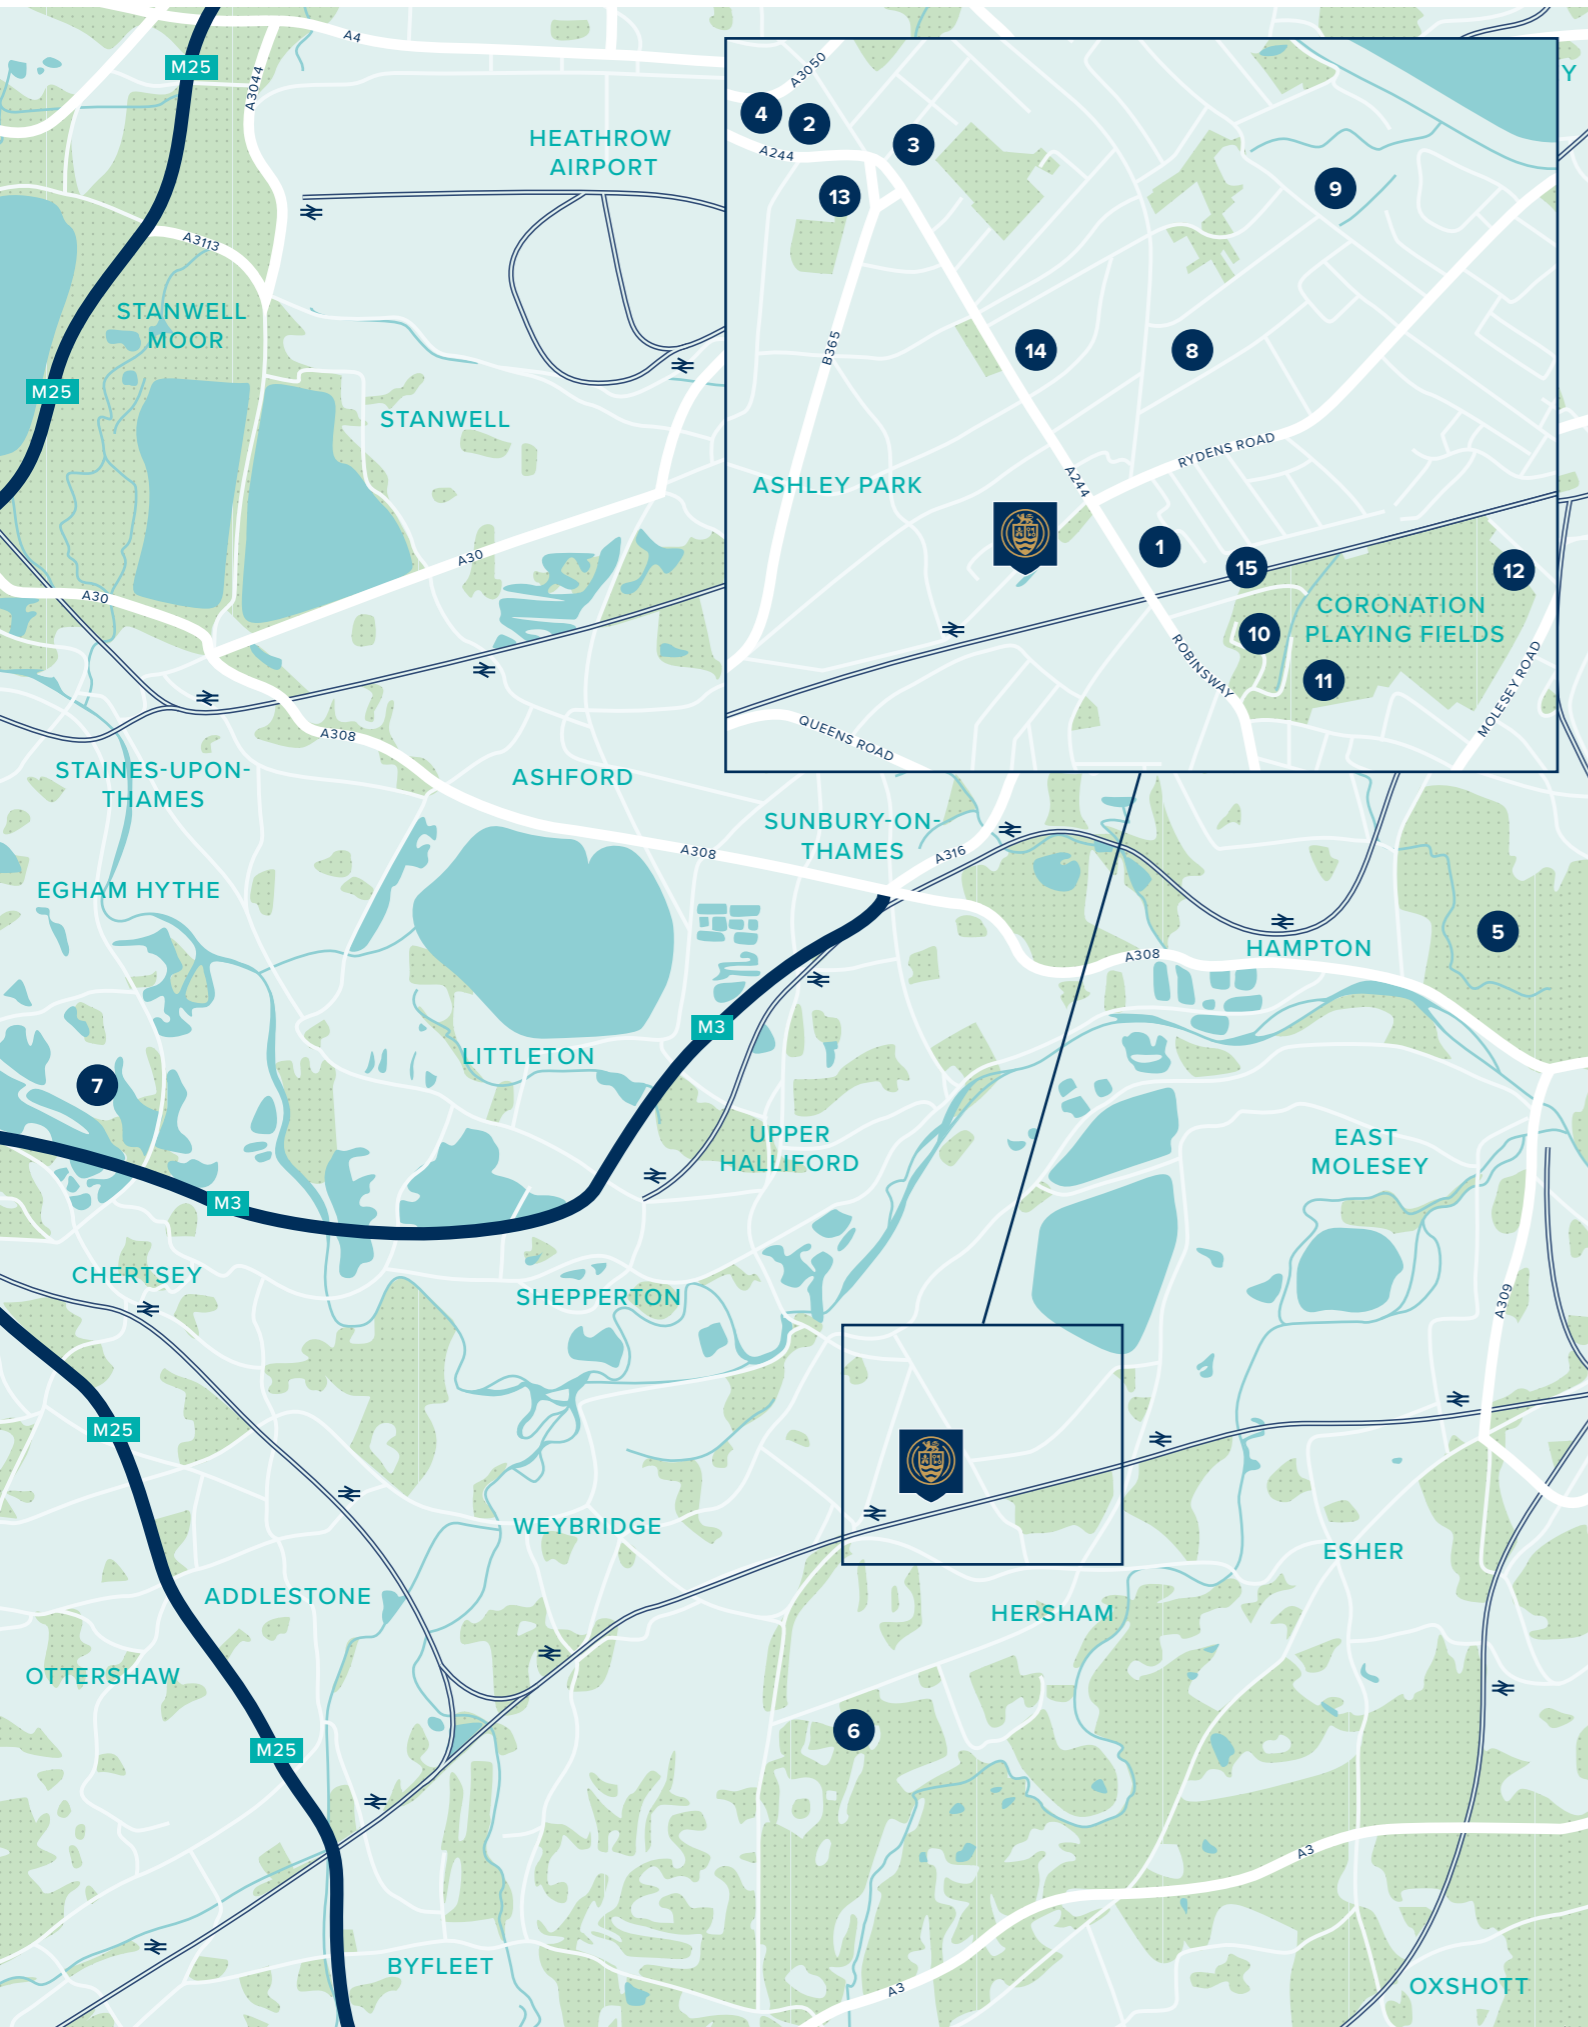 A4
M25
A3044
HEATHROW
AIRPORT
A3113
STANWELL
MOOR
M25
STANWELL
A30
A30
A3050
4
2
3
A244
13
9
Y
B365
14
8
ASHLEY PARK
A244
RYDENS ROAD
1
15
12
CORONATION
PLAYING FIELDS
10
11
ROBINSWAY
MOLESEY ROAD
QUEENS ROAD
A308
STAINES-UPON-
THAMES
ASHFORD
SUNBURY-ON-
THAMES
A308
A316
EGHAM HYTHE
5
HAMPTON
A308
M3
LITTLETON
7
UPPER
HALLIFORD
EAST
MOLESEY
M3
CHERTSEY
SHEPPERTON
A309
M25
WEYBRIDGE
ESHER
ADDLESTONE
HERSHAM
OTTERSHAW
6
M25
A3
BYFLEET
A3
OXSHOTT